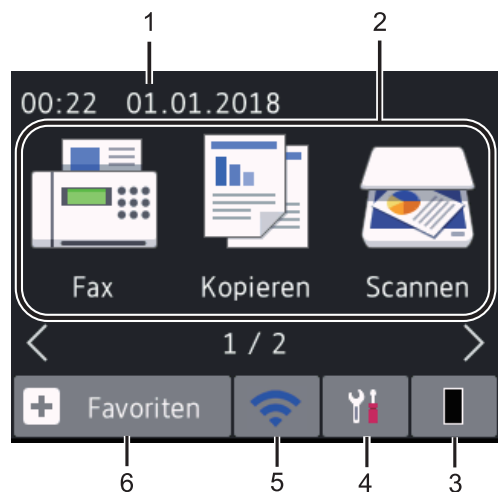 1 2
00:22 01.01.2018
Fax Kopieren Scannen
1 / 2
Favoriten
6 5 4 3